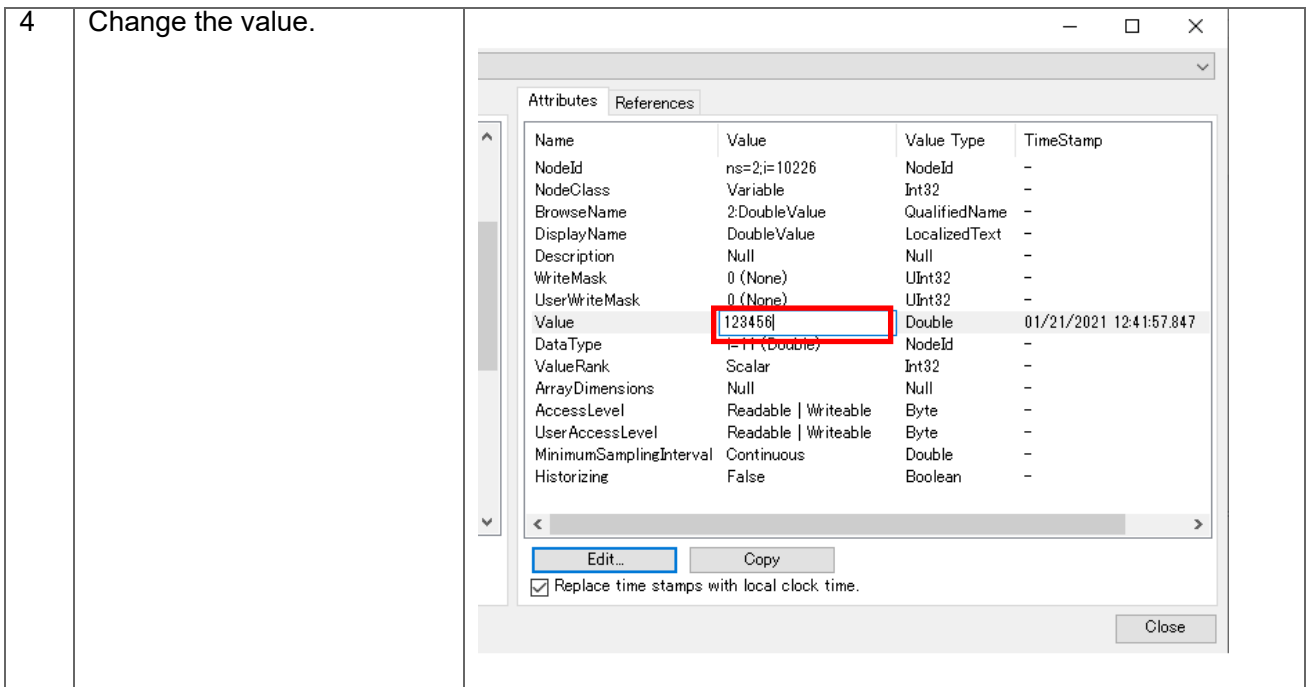 4 Change the value.
Attributes References
Name Value Value Type TimeStamp
NodeId ns=2;i=10226 NodeId -
NodeClass Variable Int32 -
BrowseName 2:DoubleValue QualifiedName -
DisplayName DoubleValue LocalizedText -
Description Null Null -
WriteMask 0 (None) UInt32 -
UserWriteMask 0 (None) UInt32 -
Value 123456 Double 01/21/2021 12:41:57.847
DataType i=11 (Double) NodeId -
ValueRank Scalar Int32 -
ArrayDimensions Null Null -
AccessLevel Readable | Writeable Byte -
UserAccessLevel Readable | Writeable Byte -
MinimumSamplingInterval Continuous Double -
Historizing False Boolean -
Edit... Copy
Replace time stamps with local clock time.
Close